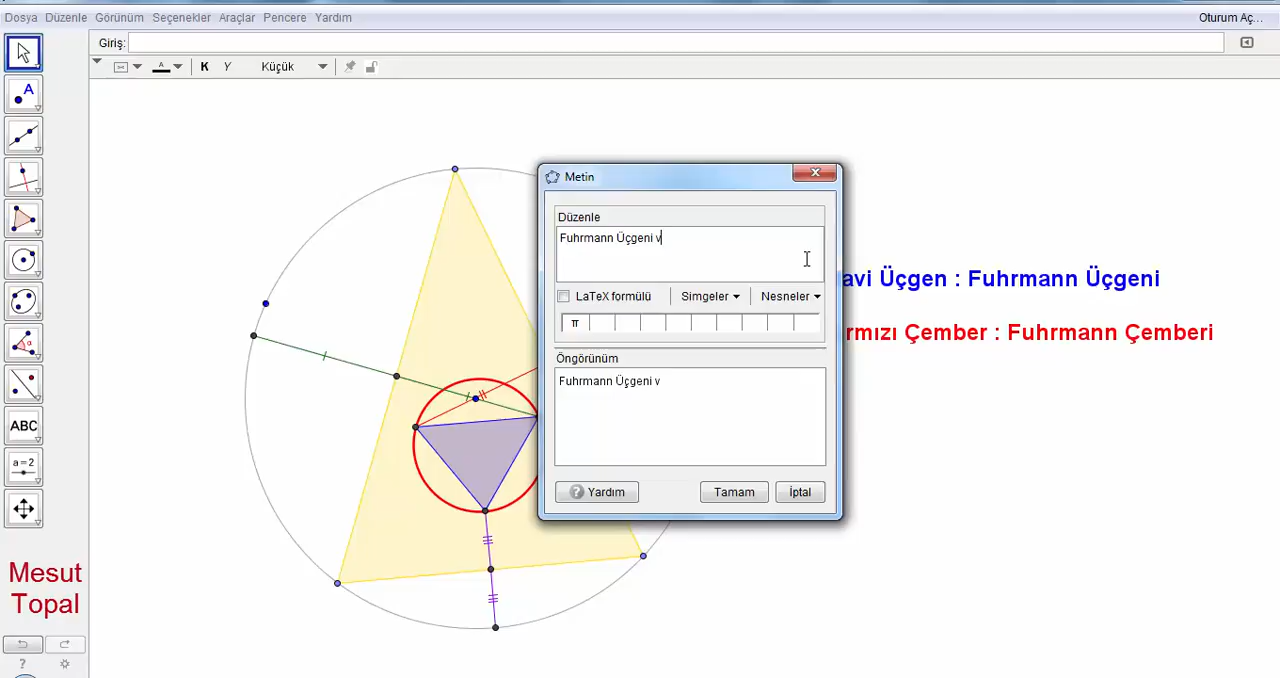 Dosya Düzenle Görünüm Seçenekler Araçlar Pencere Yardım Oturum Aç...
Giriş:
A K Y Küçük
A
Metin
Düzenle
Fuhrmann Üçgeni v
LaTeX formülü Simgeler Nesneler
π
Öngörünüm
Fuhrmann Üçgeni v
? Yardım Tamam İptal
avi Üçgen : Fuhrmann Üçgeni
rmızı Çember : Fuhrmann Çemberi
α
ABC
a=2
Mesut
Topal
?